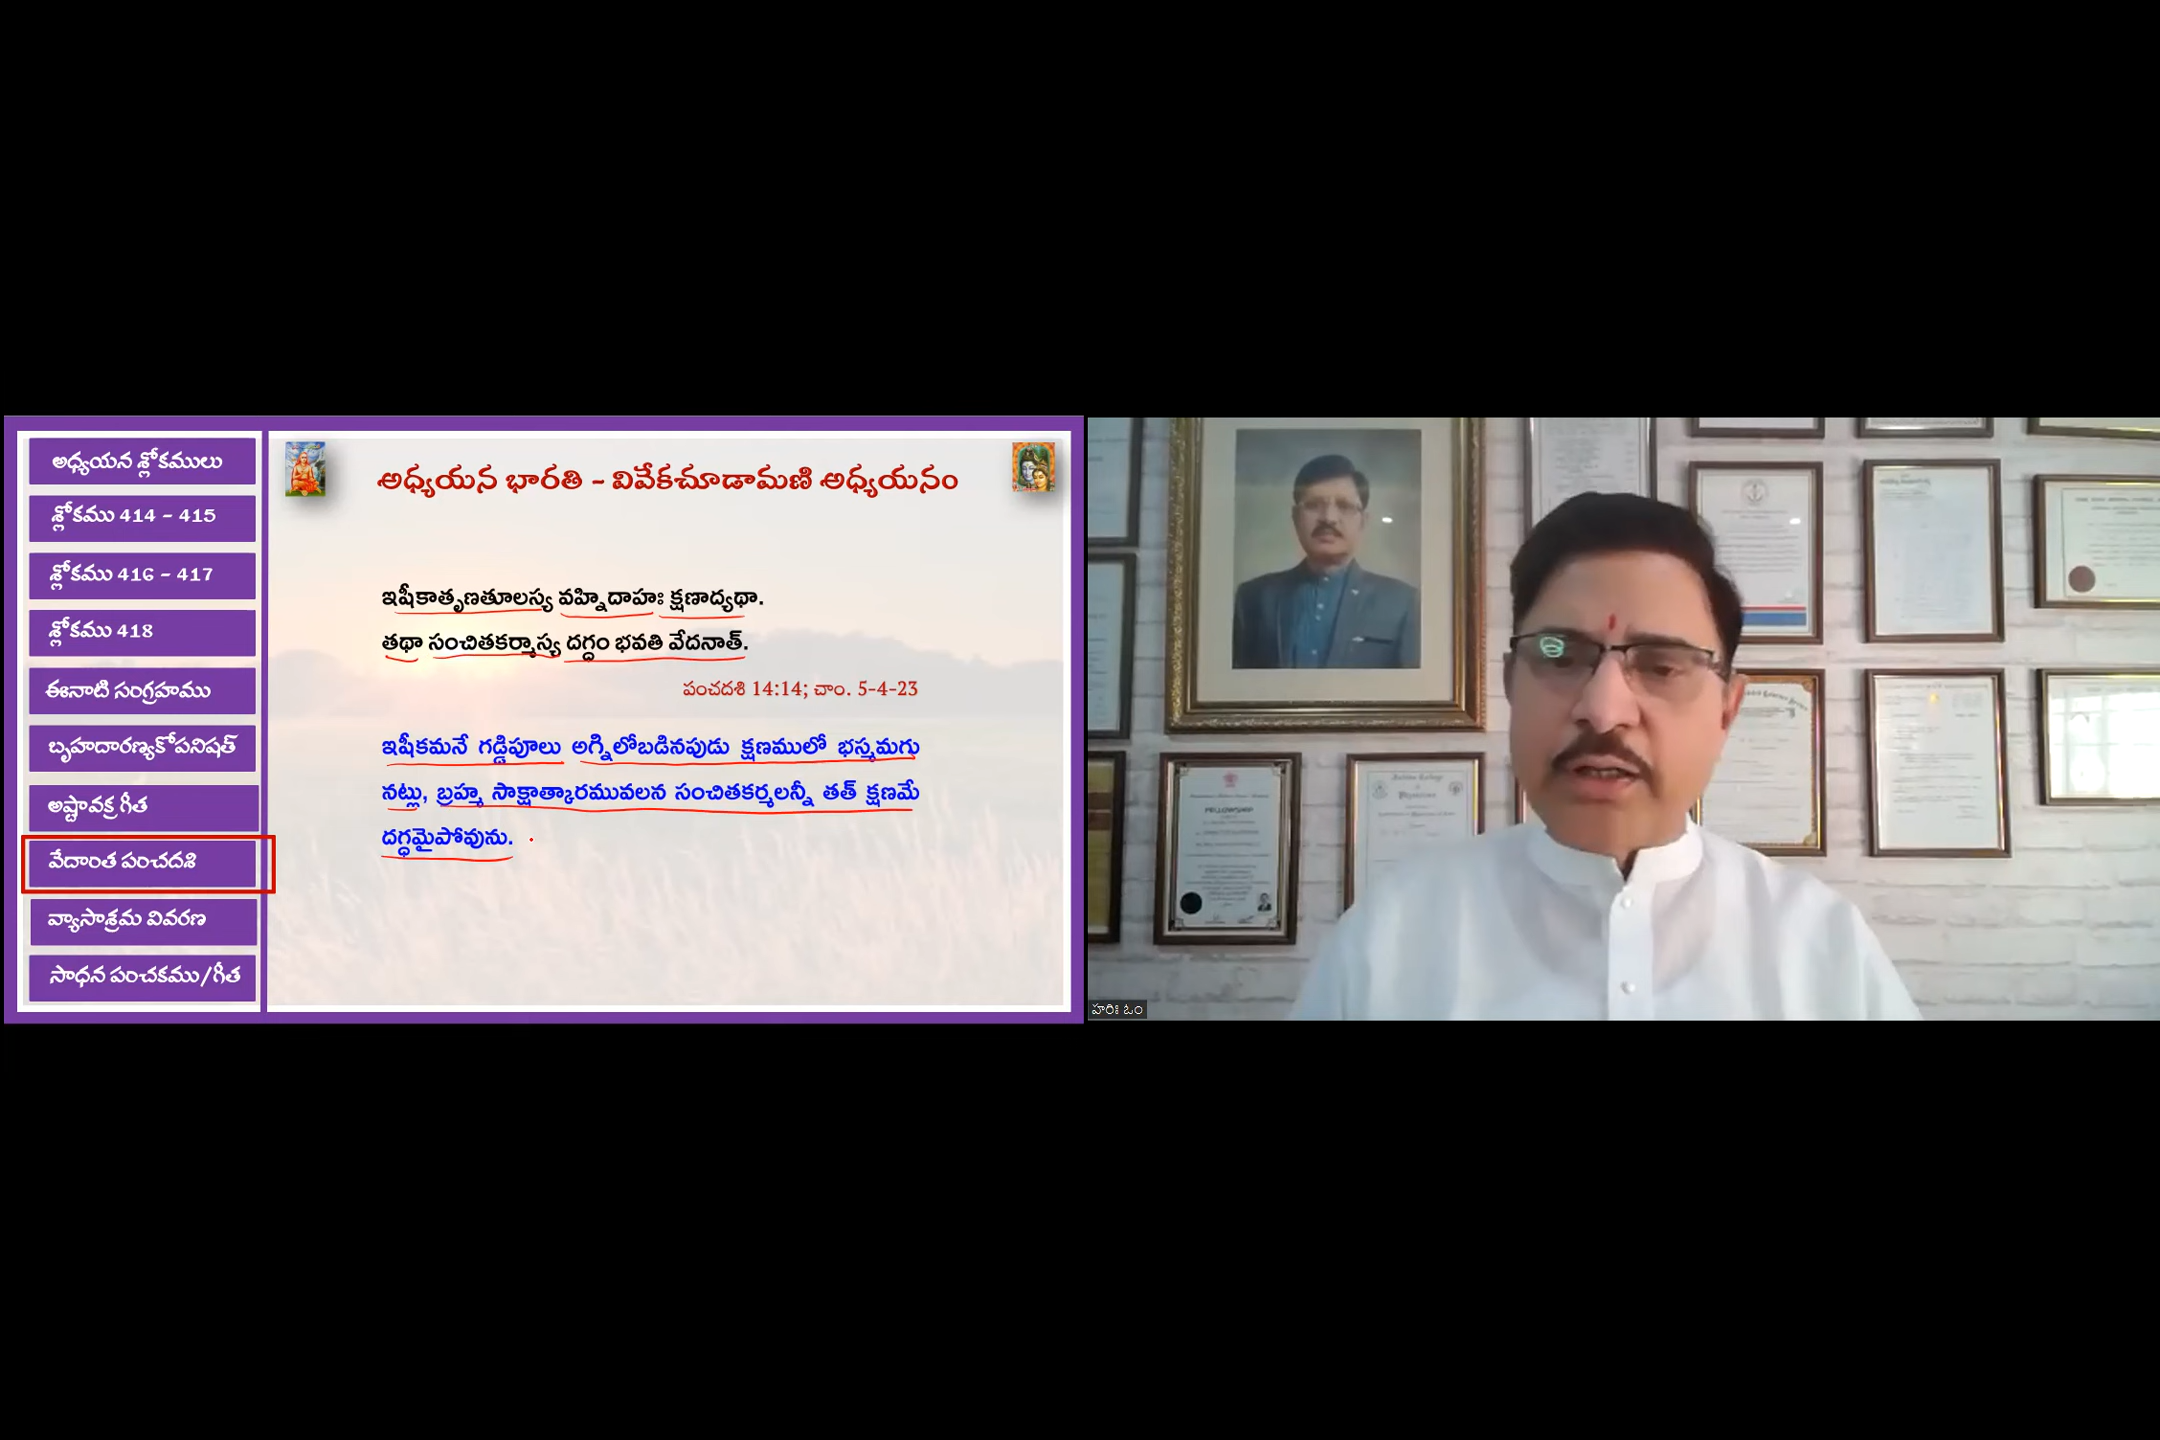 అధ్యయన శ్లోకములు
శ్లోకము 414 - 415
శ్లోకము 416 - 417
శ్లోకము 418
ఈనాటి సంగ్రహము
బృహదారణ్యకోపనిషత్
అష్టావక్ర గీత
వేదాంత పంచదశి
వ్యాసాశ్రమ వివరణ
సాధన పంచకము/గీత
అధ్యయన భారతి - వివేకచూడామణి అధ్యయనం
ఇషీకాతృణతూలస్య వహ్నిదాహః క్షణాద్యథా.
తథా సంచితకర్మాస్య దగ్ధం భవతి వేదనాత్.
పంచదశి 14:14; చాం. 5-4-23
ఇషీకమనే గడ్డిపూలు అగ్నిలోబడినపుడు క్షణములో భస్మమగు
నట్లు, బ్రహ్మ సాక్షాత్కారమువలన సంచితకర్మలన్నీ తత్ క్షణమే
దగ్ధమైపోవును.
హరిః ఓం
FELLOWSHIP